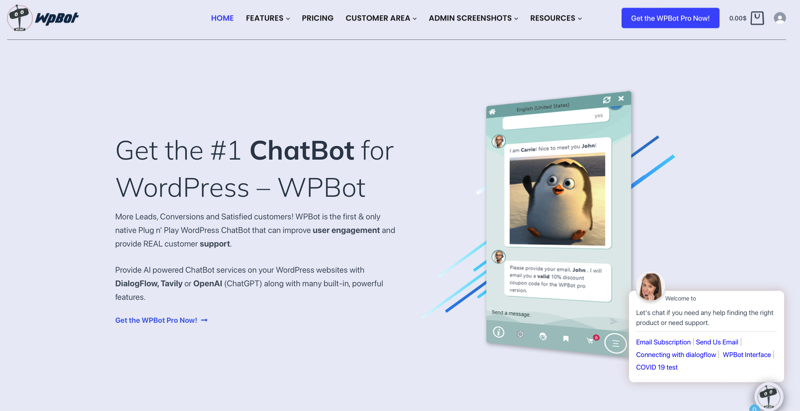 WPBot
HOME FEATURES PRICING CUSTOMER AREA ADMIN SCREENSHOTS RESOURCES
Get the WPBot Pro Now!
0.00$
Get the #1 ChatBot for
WordPress – WPBot
More Leads, Conversions and Satisfied customers! WPBot is the first & only
native Plug n' Play WordPress ChatBot that can improve user engagement and
provide REAL customer support.
Provide AI powered ChatBot services on your WordPress websites with
DialogFlow, Tavily or OpenAI (ChatGPT) along with many built-in, powerful
features.
Get the WPBot Pro Now!
English (United States)
yes
I am Carrie! Nice to meet you John!
Please provide your email, John . I will
email you a valid 10% discount
coupon code for the WPBot pro
version.
Send a message.
0
Welcome to
Let's chat if you need any help finding the right
product or need support.
Email Subscription | Send Us Email |
Connecting with dialogflow | WPBot Interface |
COVID 19 test